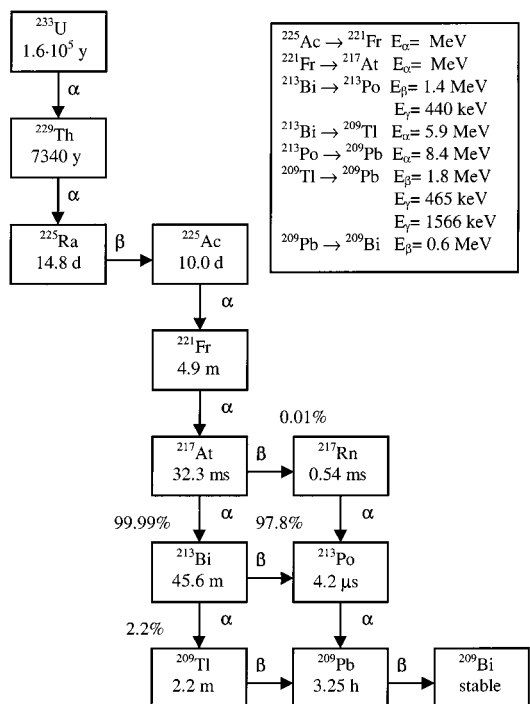 ²³³U
1.6·10⁵ y
α
²²⁹Th
7340 y
α
²²⁵Ra
14.8 d
β
²²⁵Ac
10.0 d
α
²²¹Fr
4.9 m
α
0.01%
²¹⁷At
32.3 ms
β
²¹⁷Rn
0.54 ms
99.99%
α
97.8%
α
²¹³Bi
45.6 m
β
²¹³Po
4.2 μs
2.2%
α
α
²⁰⁹Tl
2.2 m
β
²⁰⁹Pb
3.25 h
β
²⁰⁹Bi
stable
²²⁵Ac → ²²¹Fr Eα= MeV
²²¹Fr → ²¹⁷At Eα= MeV
²¹³Bi → ²¹³Po Eβ= 1.4 MeV
Eγ= 440 keV
²¹³Bi → ²⁰⁹Tl Eα= 5.9 MeV
²¹³Po → ²⁰⁹Pb Eα= 8.4 MeV
²⁰⁹Tl → ²⁰⁹Pb Eβ= 1.8 MeV
Eγ= 465 keV
Eγ= 1566 keV
²⁰⁹Pb → ²⁰⁹Bi Eβ= 0.6 MeV